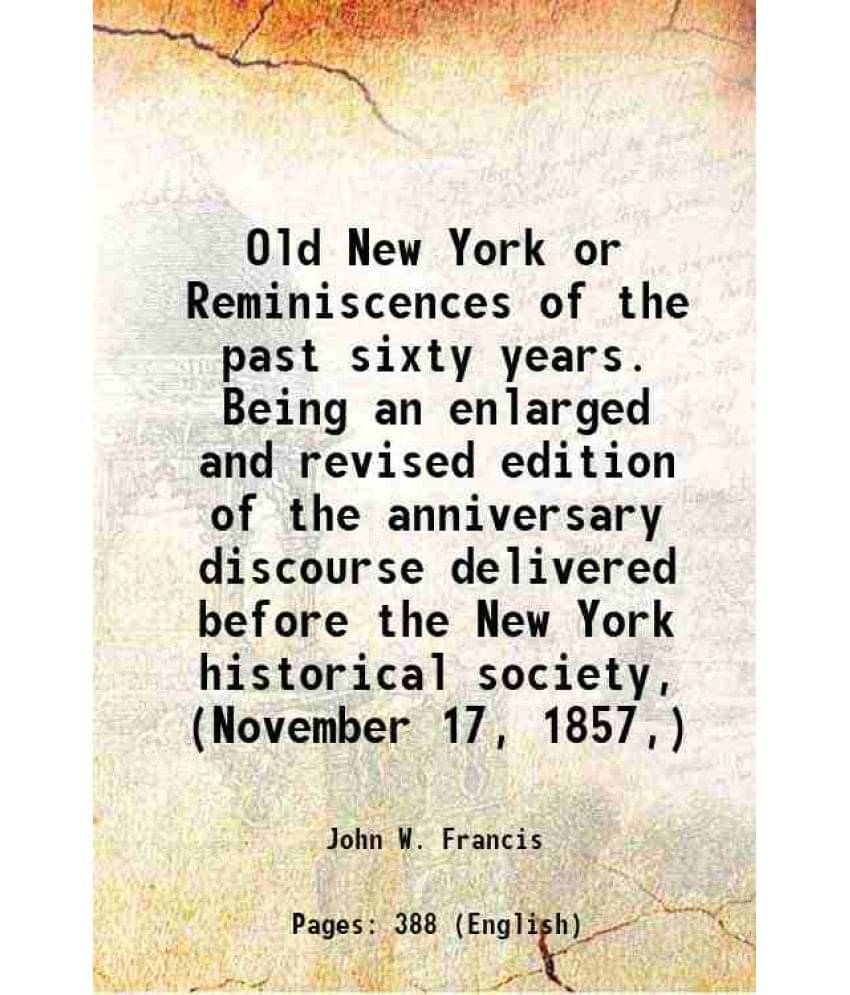 Old New York or
Reminiscences of the
past sixty years.
Being an enlarged
and revised edition
of the anniversary
discourse delivered
before the New York
historical society,
(November 17, 1857,)
John W. Francis
Pages: 388 (English)